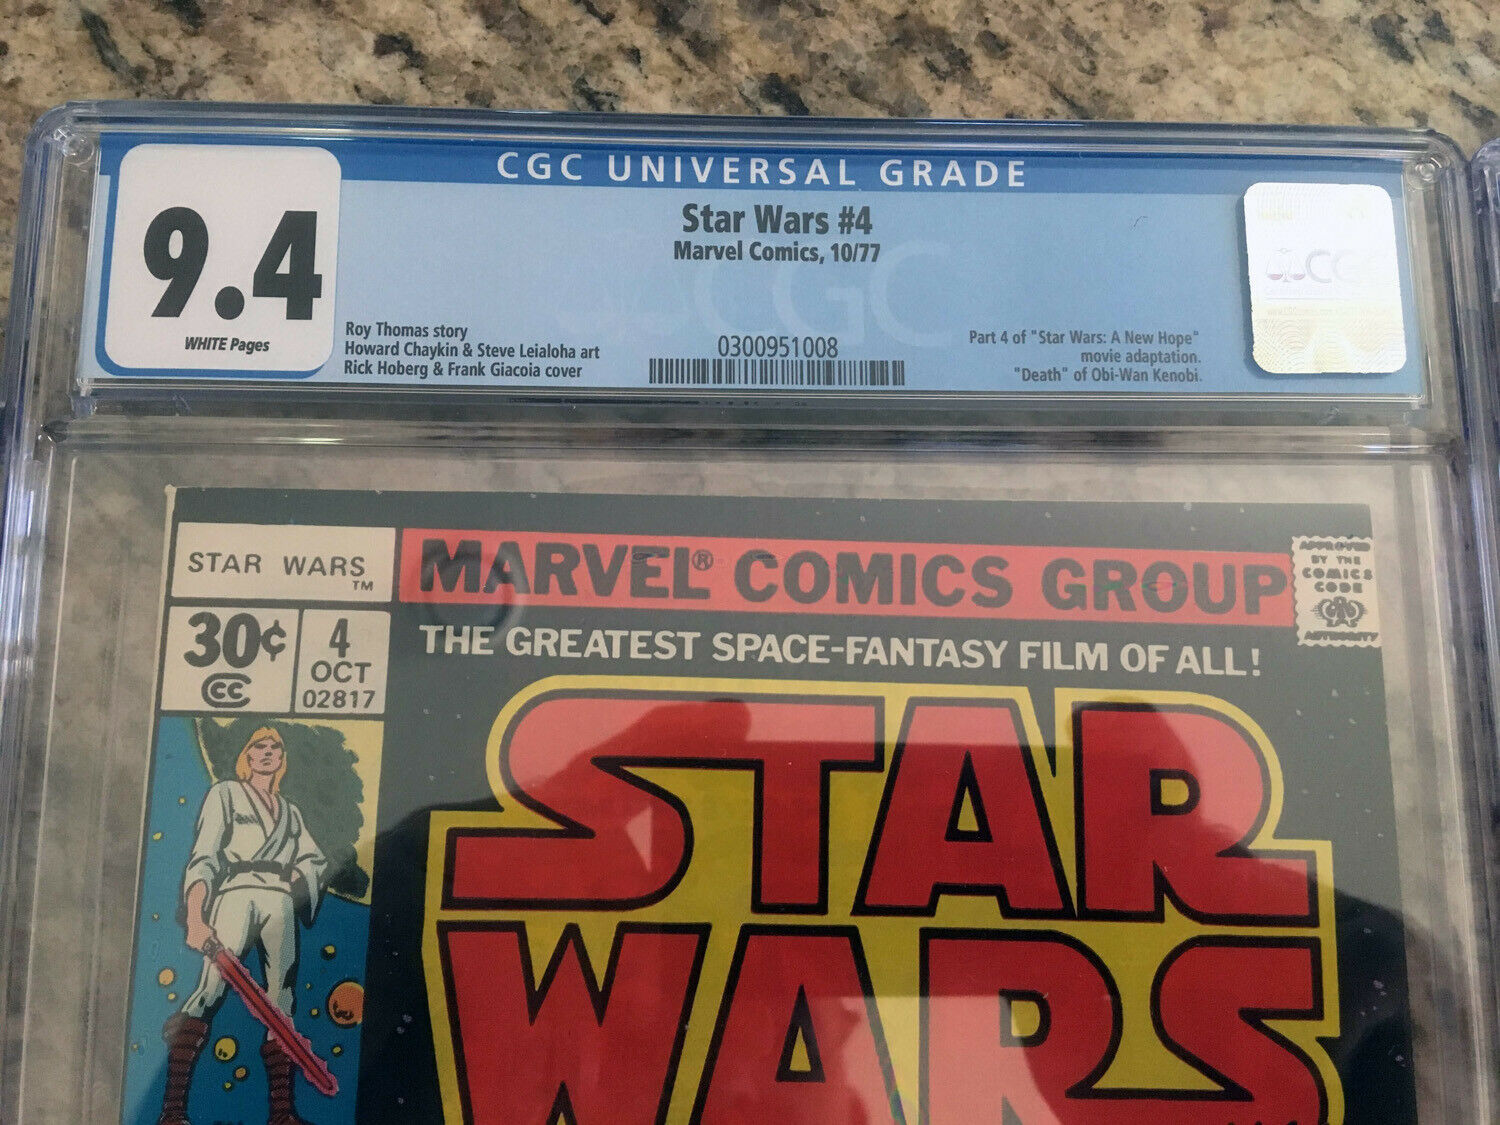 CGC UNIVERSAL GRADE
9.4
WHITE Pages
Star Wars #4
Marvel Comics, 10/77
CGC
Roy Thomas story
Howard Chaykin & Steve Leialoha art
Rick Hoberg & Frank Giacoia cover
0300951008
Part 4 of "Star Wars: A New Hope"
movie adaptation.
"Death" of Obi-Wan Kenobi.
CGC
STAR WARS
TM
30¢
CC
4
OCT
02817
MARVEL® COMICS GROUP
APPROVED
BY THE
COMICS
CODE
AUTHORITY
THE GREATEST SPACE-FANTASY FILM OF ALL!
STAR
WARS